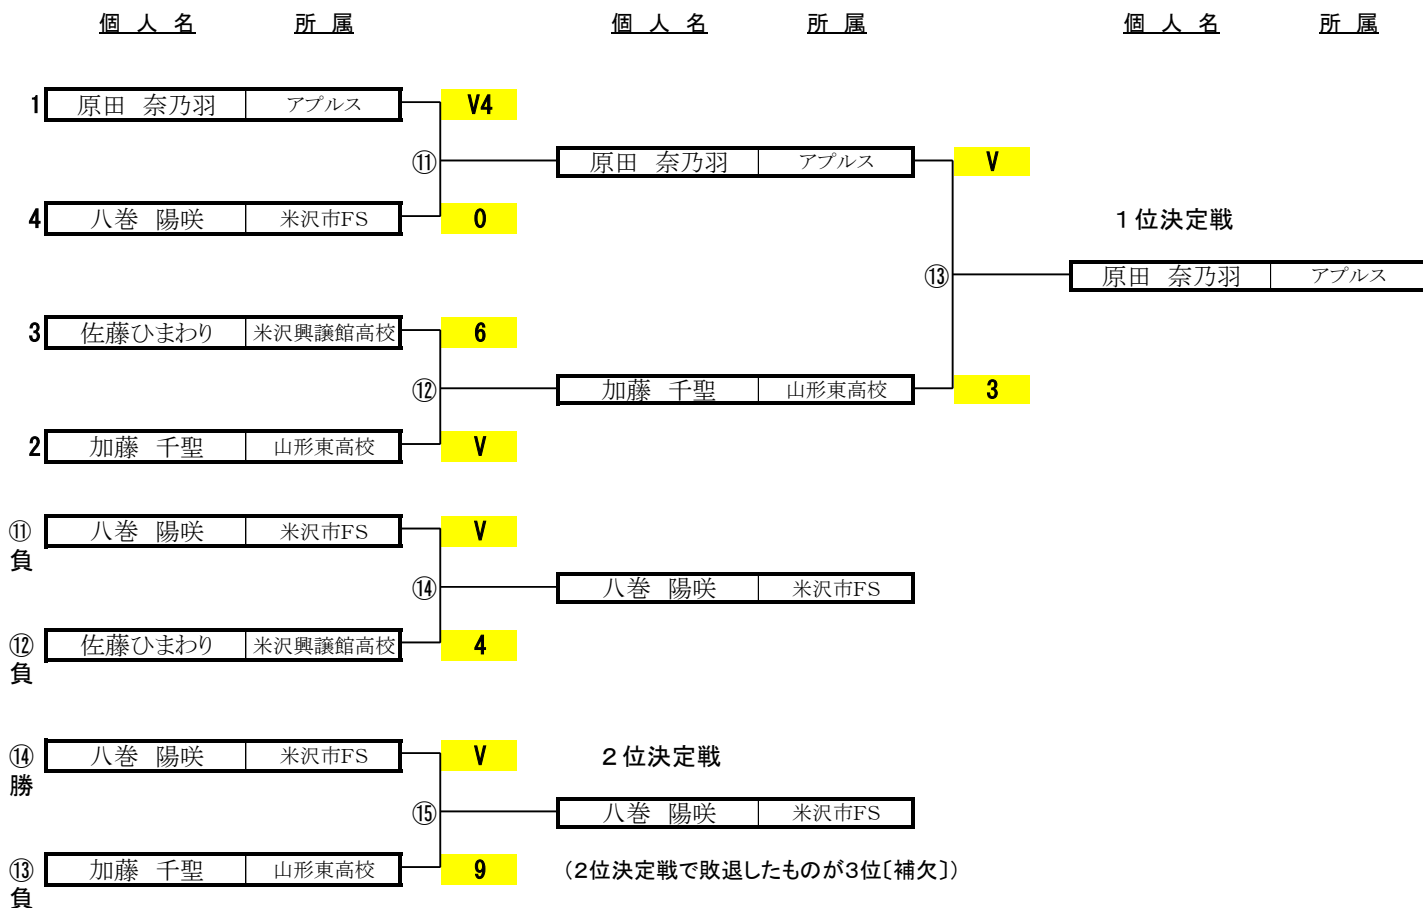 個 人 名 所 属 個 人 名 所 属 個 人 名 所 属
1 原田 奈乃羽 アプルス V4
⑪ 原田 奈乃羽 アプルス V
4 八巻 陽咲 米沢市FS 0
1位決定戦
⑬ 原田 奈乃羽 アプルス
3 佐藤ひまわり 米沢興譲館高校 6
⑫ 加藤 千聖 山形東高校 3
2 加藤 千聖 山形東高校 V
⑪負 八巻 陽咲 米沢市FS V
⑭ 八巻 陽咲 米沢市FS
⑫負 佐藤ひまわり 米沢興譲館高校 4
⑭勝 八巻 陽咲 米沢市FS V 2位決定戦
⑮ 八巻 陽咲 米沢市FS
⑬負 加藤 千聖 山形東高校 9 (2位決定戦で敗退したものが3位〔補欠〕)